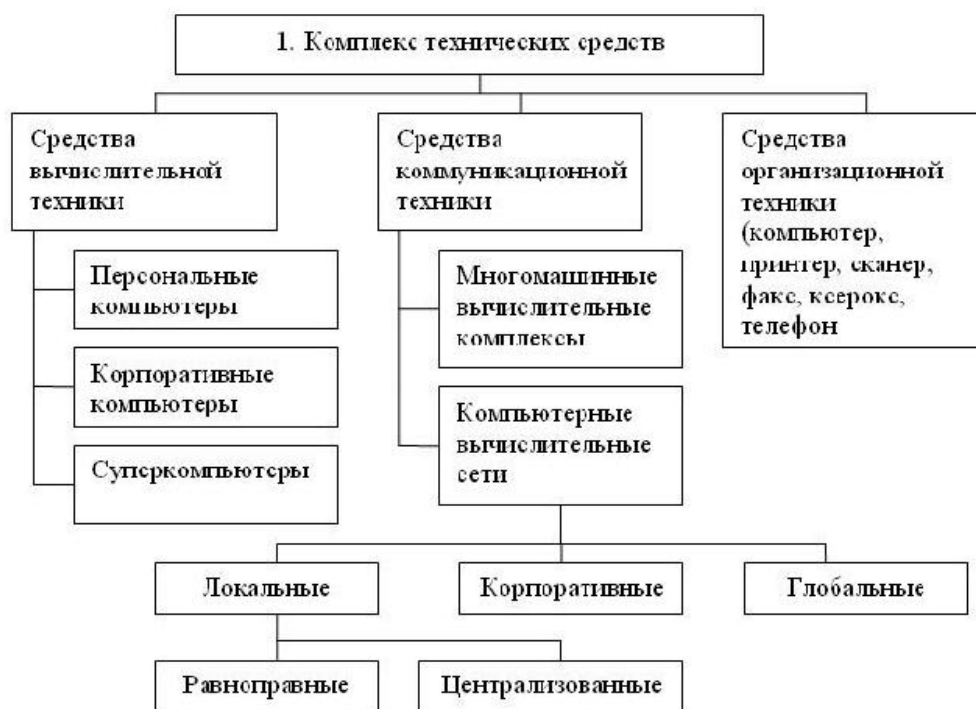 1. Комплекс технических средств
Средства
вычислительной
техники
Персональные
компьютеры
Корпоративные
компьютеры
Суперкомпьютеры
Средства
коммуникационной
техники
Многомашинные
вычислительные
комплексы
Компьютерные
вычислительные
сети
Средства
организационной
техники
(компьютер,
принтер, сканер,
факс, ксерокс,
телефон
Локальные
Корпоративные
Глобальные
Равноправные
Централизованные